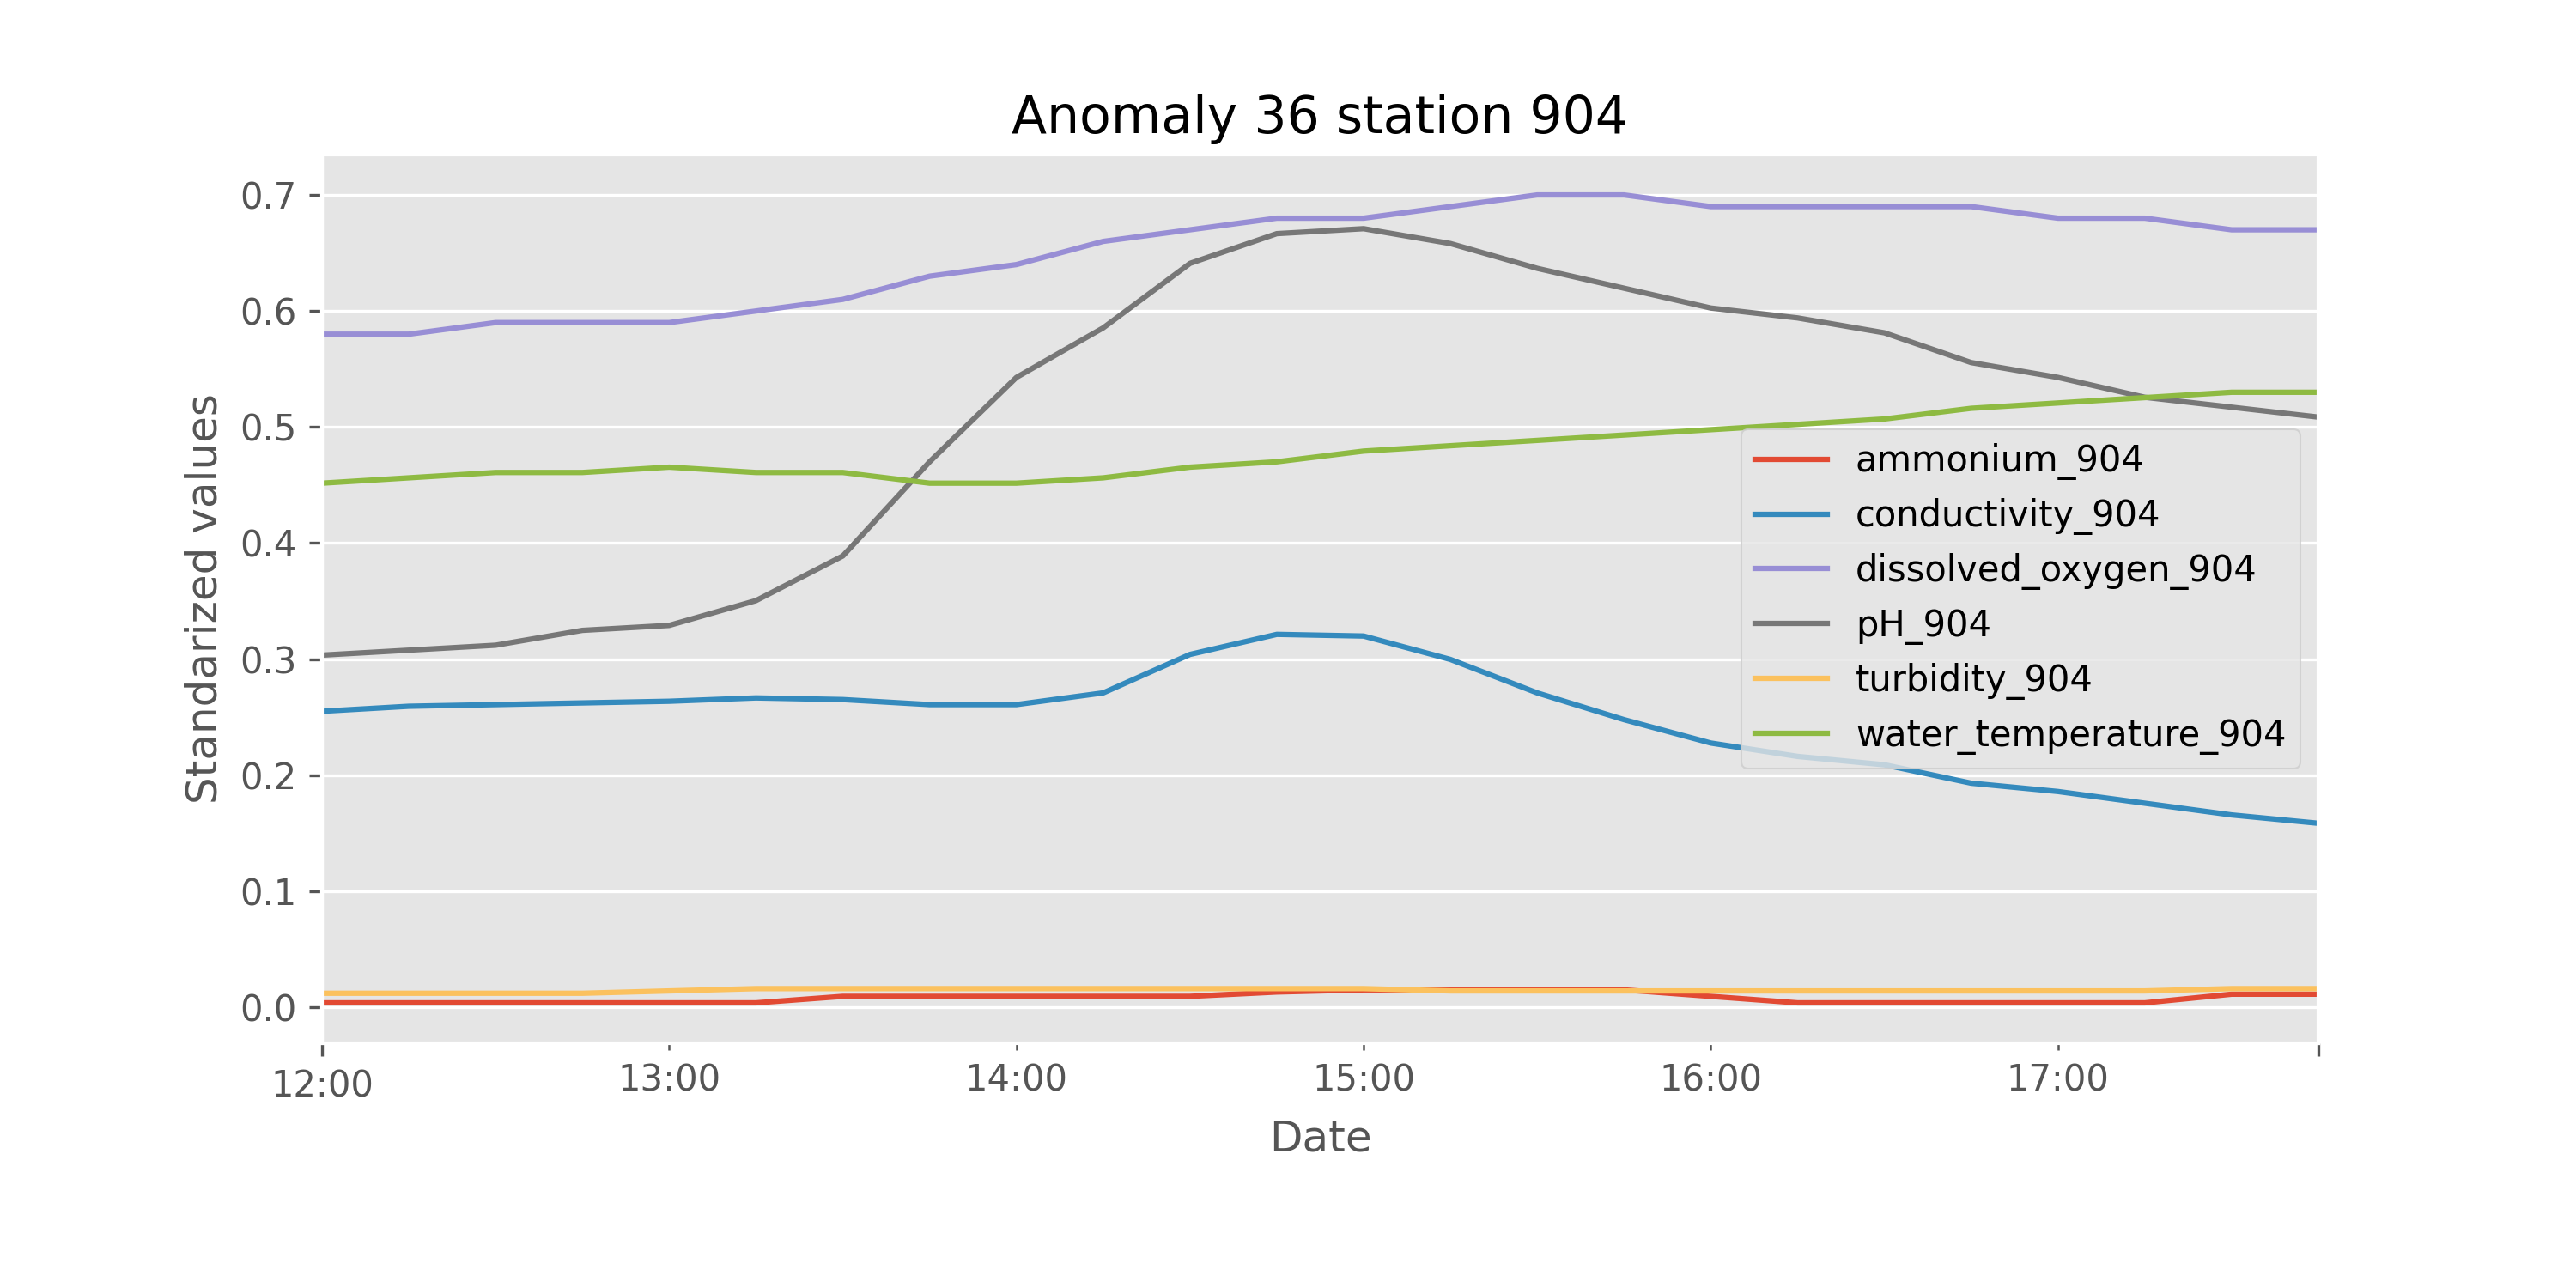 Anomaly 36 station 904
Standarized values
0.7
0.6
0.5
0.4
0.3
0.2
0.1
0.0
ammonium_904
conductivity_904
dissolved_oxygen_904
pH_904
turbidity_904
water_temperature_904
12:00 13:00 14:00 15:00 16:00 17:00
Date